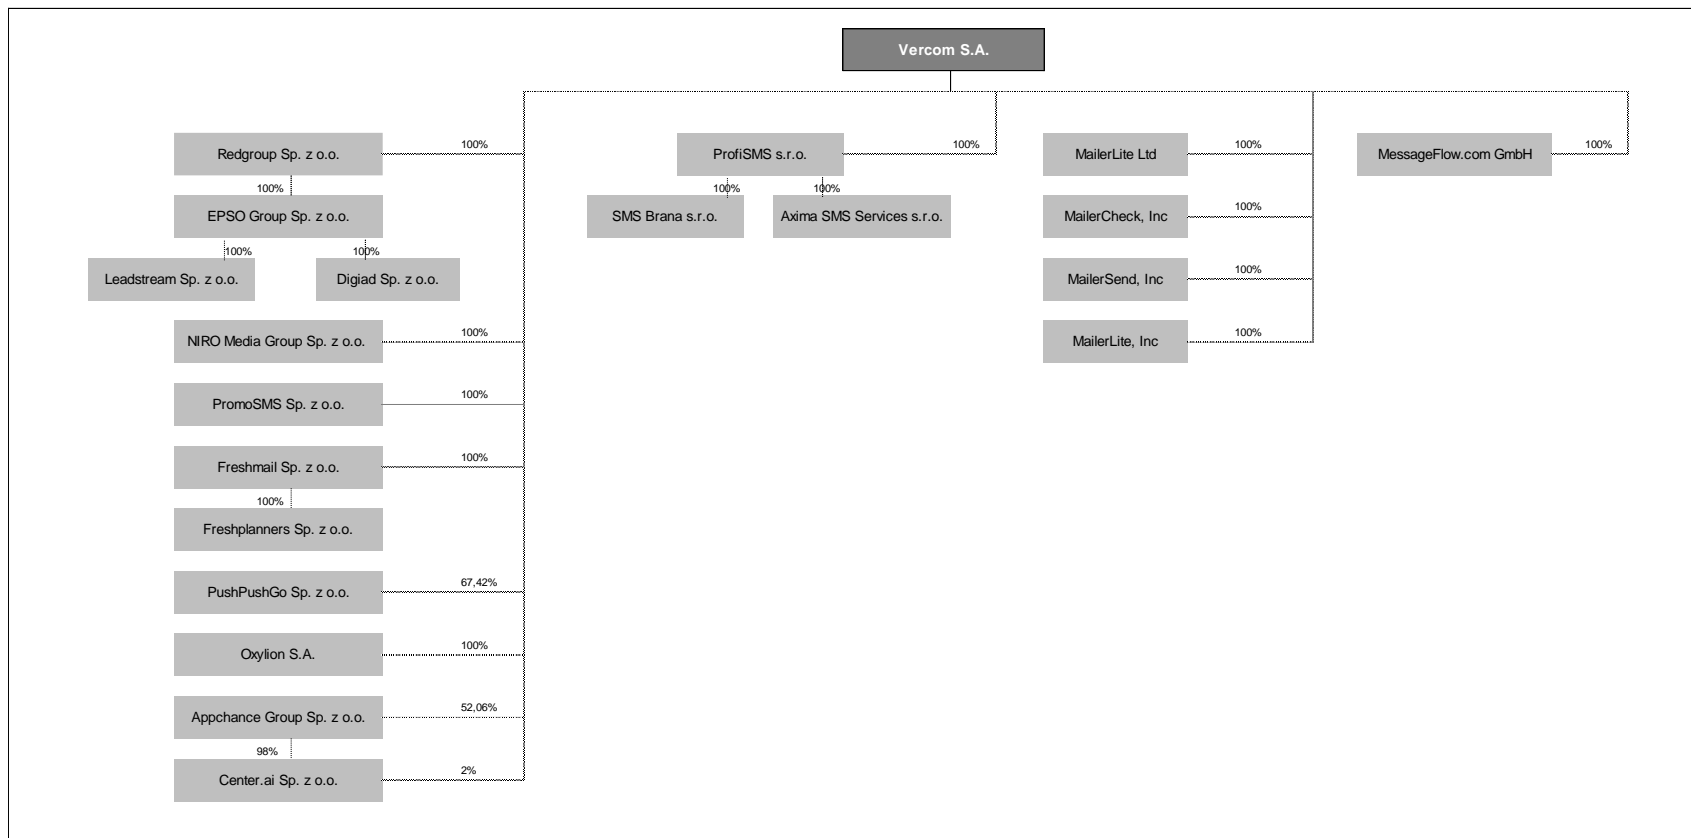 Vercom S.A.
Redgroup Sp. z o.o.
100%
ProfiSMS s.r.o.
100%
MailerLite Ltd
100%
MessageFlow.com GmbH
100%
100%
100%
100%
EPSO Group Sp. z o.o.
SMS Brana s.r.o.
Axima SMS Services s.r.o.
MailerCheck, Inc
100%
100%
100%
Leadstream Sp. z o.o.
Digiad Sp. z o.o.
MailerSend, Inc
100%
NIRO Media Group Sp. z o.o.
100%
MailerLite, Inc
100%
PromoSMS Sp. z o.o.
100%
Freshmail Sp. z o.o.
100%
100%
Freshplanners Sp. z o.o.
PushPushGo Sp. z o.o.
67,42%
Oxylion S.A.
100%
Appchance Group Sp. z o.o.
52,06%
98%
Center.ai Sp. z o.o.
2%